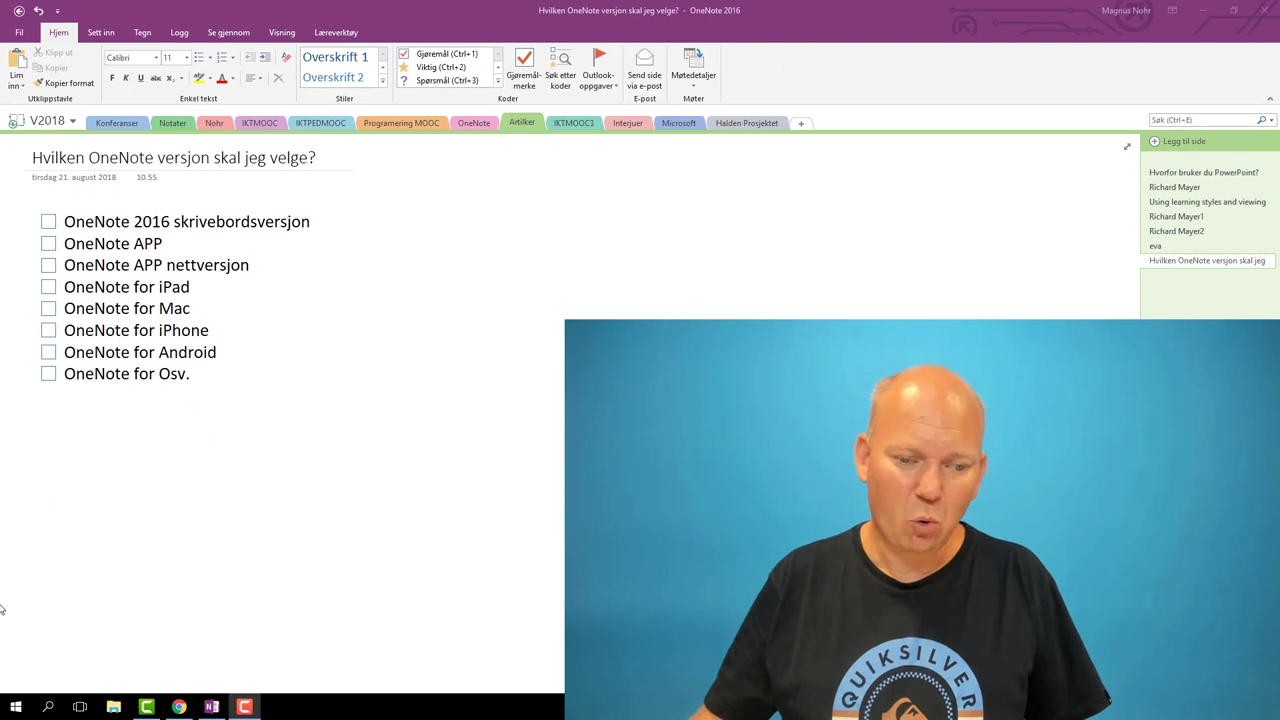 Hvilken OneNote versjon skal jeg velge? - OneNote 2016
Magnus Nohr
Fil Hjem Sett inn Tegn Logg Se gjennom Visning Læreverktøy
Lim inn
Klipp ut
Kopier
Kopier format
Utklippstavle
Calibri 11
F K U abc X₂ A
Enkel tekst
Overskrift 1
Overskrift 2
Stiler
Gjøremål (Ctrl+1)
Viktig (Ctrl+2)
? Spørsmål (Ctrl+3)
Gjøremål-merke
Søk etter koder
Outlook-oppgaver
Koder
Send side via e-post
E-post
Møtedetaljer
Møter
V2018 Konferanser Notater Nohr IKTMOOC IKTPEDMOOC Programering MOOC OneNote Artilker IKTMOOC3 Interjuer Microsoft Halden Prosjektet +
Søk (Ctrl+E)
Hvilken OneNote versjon skal jeg velge?
tirsdag 21. august 2018 10.55
OneNote 2016 skrivebordsversjon
OneNote APP
OneNote APP nettversjon
OneNote for iPad
OneNote for Mac
OneNote for iPhone
OneNote for Android
OneNote for Osv.
Legg til side
Hvorfor bruker du PowerPoint?
Richard Mayer
Using learning styles and viewing
Richard Mayer1
Richard Mayer2
eva
Hvilken OneNote versjon skal jeg
QUIKSILVER